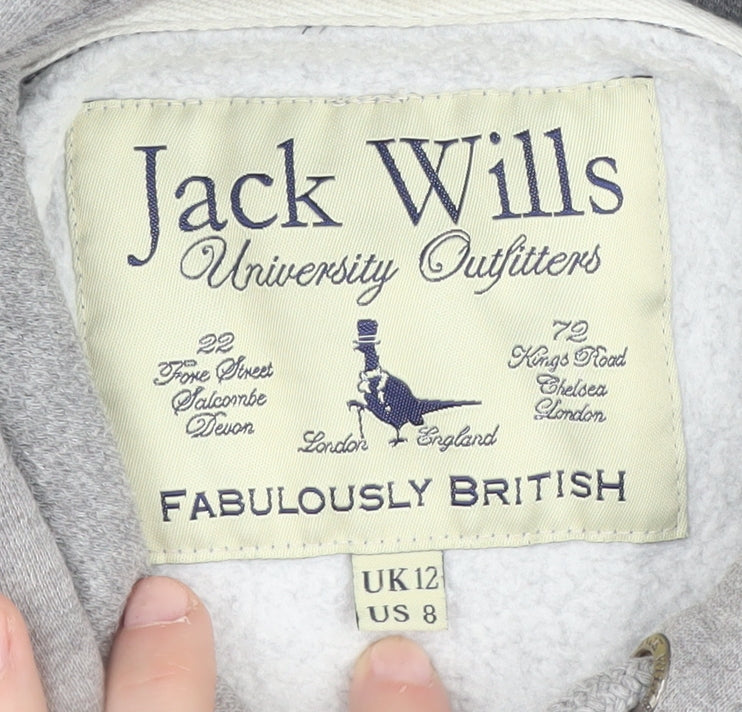 Jack Wills
University Outfitters
22
Fore Street
Salcombe
Devon
72
Kings Road
Chelsea
London
London England
FABULOUSLY BRITISH
UK 12
US 8